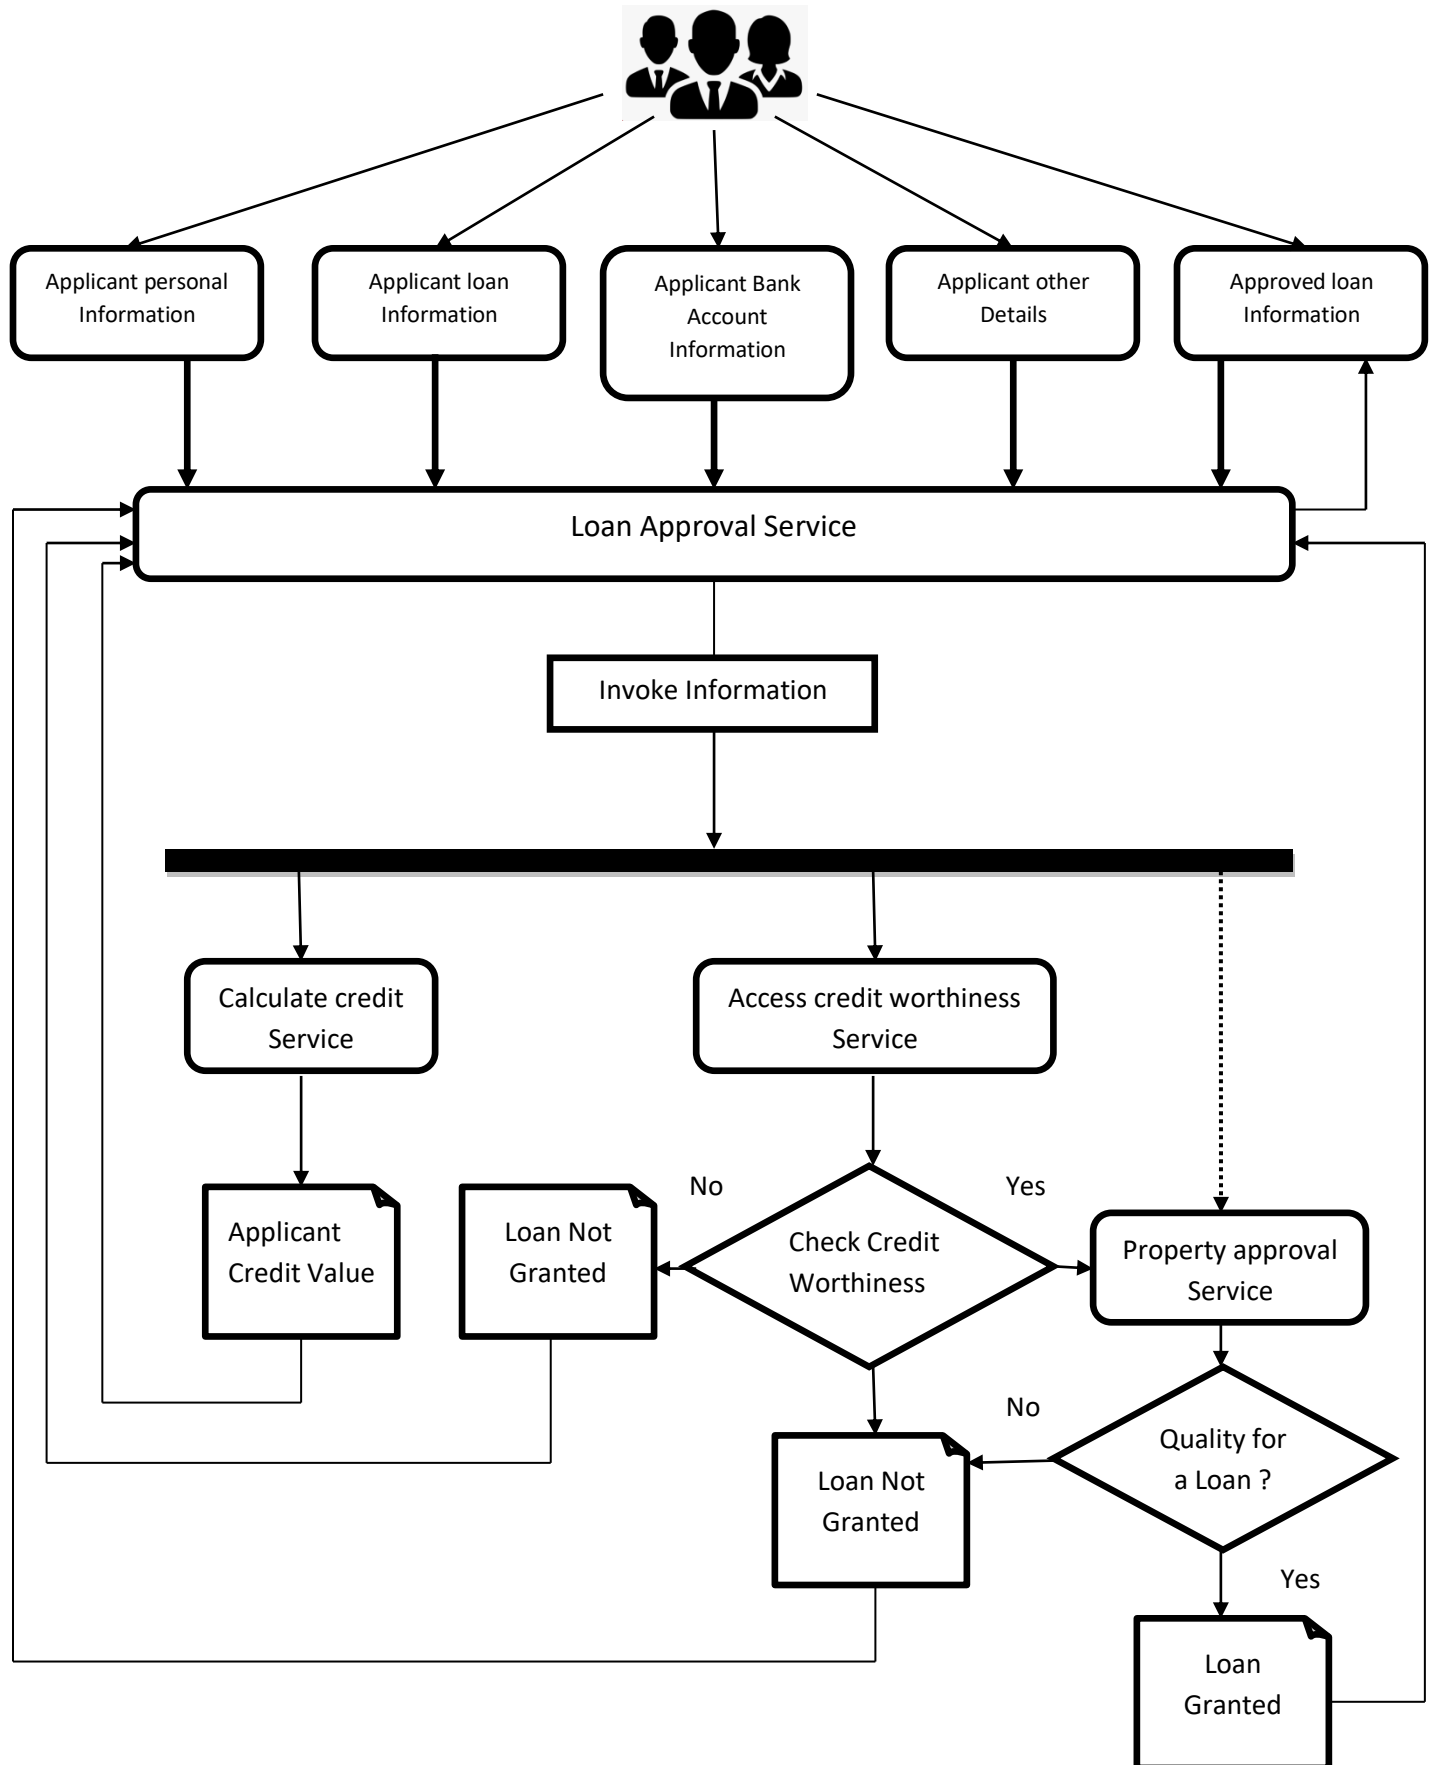 Applicant personal
Information
Applicant loan
Information
Applicant Bank
Account
Information
Applicant other
Details
Approved loan
Information
Loan Approval Service
Invoke Information
Calculate credit
Service
Access credit worthiness
Service
No
Yes
Applicant
Credit Value
Loan Not
Granted
Check Credit
Worthiness
Property approval
Service
No
Quality for
a Loan ?
Loan Not
Granted
Yes
Loan
Granted